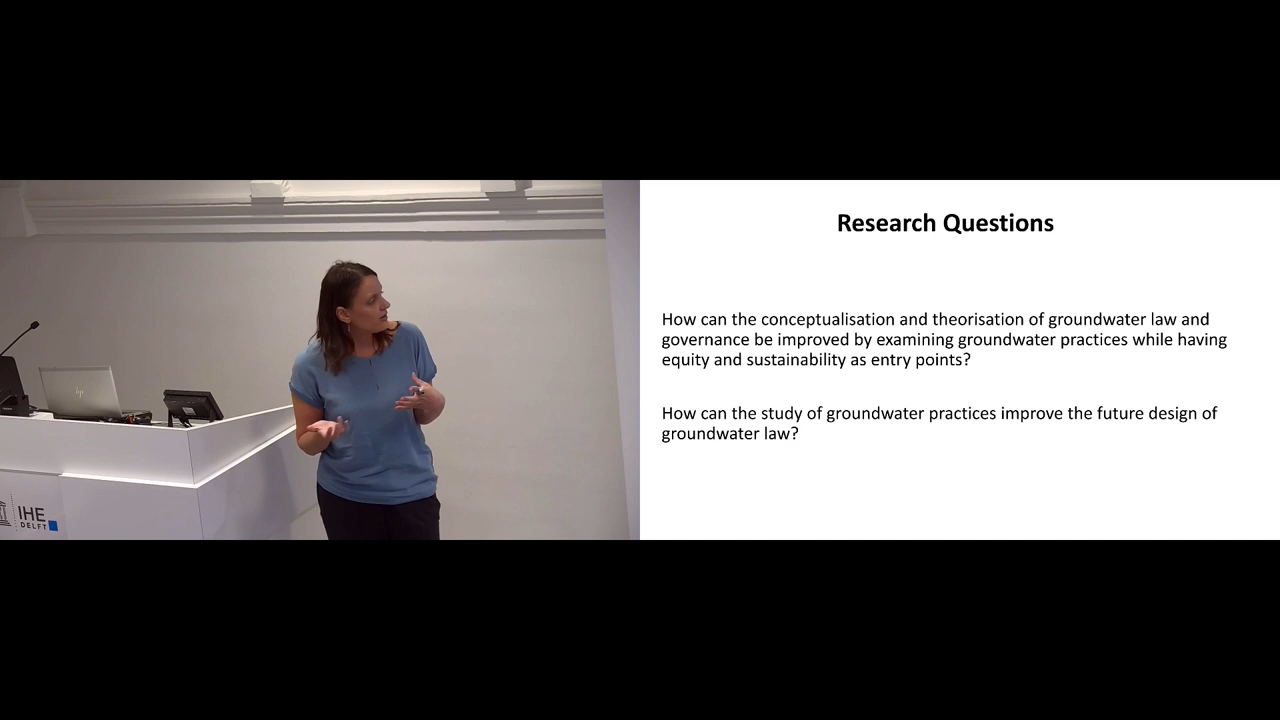 Research Questions
How can the conceptualisation and theorisation of groundwater law and
governance be improved by examining groundwater practices while having
equity and sustainability as entry points?
How can the study of groundwater practices improve the future design of
groundwater law?
hp
IHE
DELFT